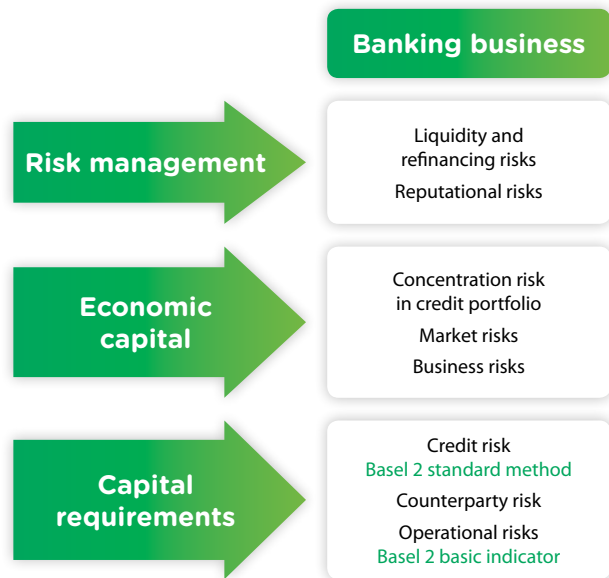 Banking business
Risk management
Liquidity and
refinancing risks
Reputational risks
Economic
capital
Concentration risk
in credit portfolio
Market risks
Business risks
Capital
requirements
Credit risk
Basel 2 standard method
Counterparty risk
Operational risks
Basel 2 basic indicator